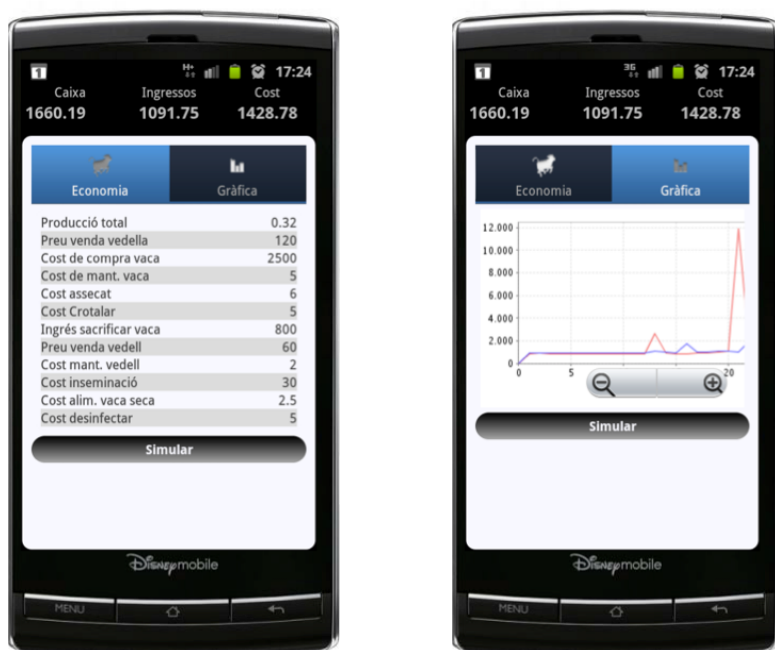 1
H+
17:24
Caixa Ingressos Cost
1660.19 1091.75 1428.78
Economia Gràfica
Producció total 0.32
Preu venda vedella 120
Cost de compra vaca 2500
Cost de mant. vaca 5
Cost assecat 6
Cost Crotalar 5
Ingrés sacrificar vaca 800
Preu venda vedell 60
Cost mant. vedell 2
Cost inseminació 30
Cost alim. vaca seca 2.5
Cost desinfectar 5
Simular
Disney mobile
MENU
1
3G
17:24
Caixa Ingressos Cost
1660.19 1091.75 1428.78
Economia Gràfica
12.000
10.000
8.000
6.000
4.000
2.000
0
0 5 20
Simular
Disney mobile
MENU